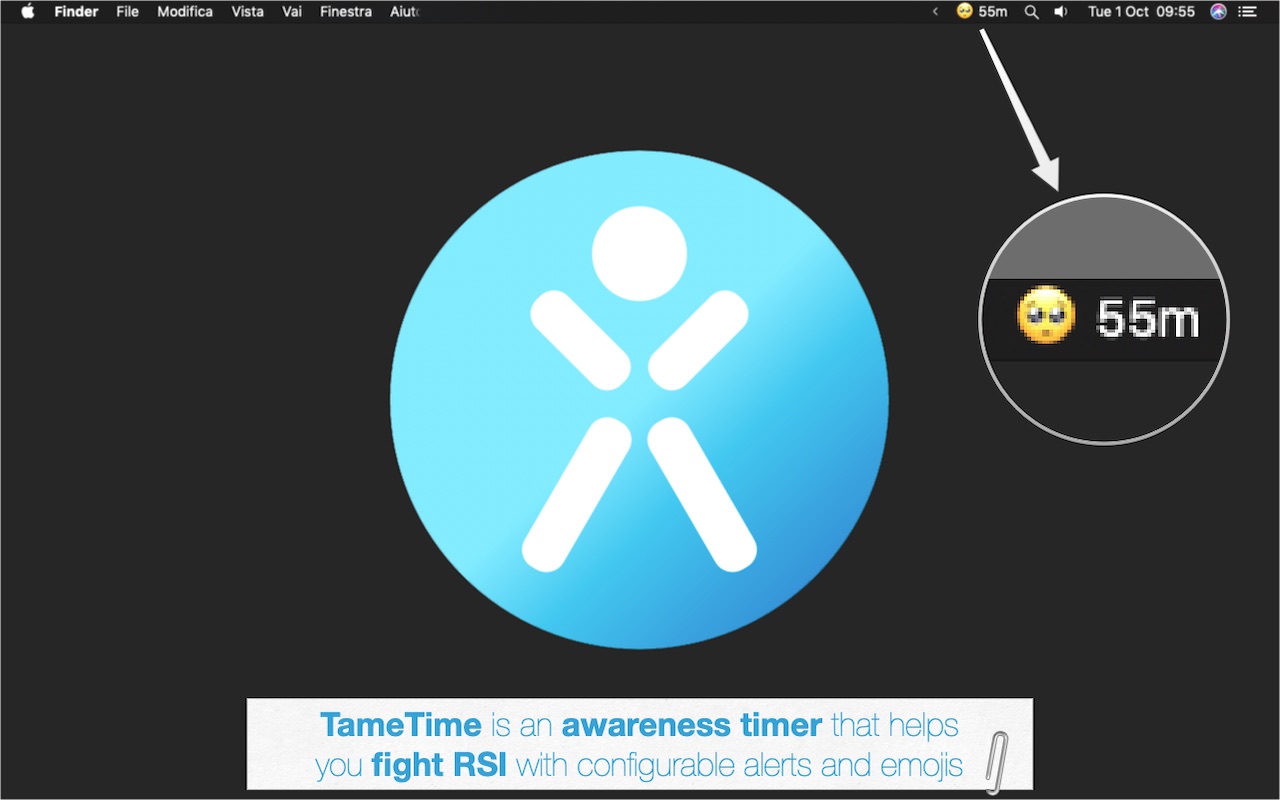 Finder File Modifica Vista Vai Finestra Aiuto 55m Tue 1 Oct 09:55
55m
TameTime is an awareness timer that helps
you fight RSI with configurable alerts and emojis